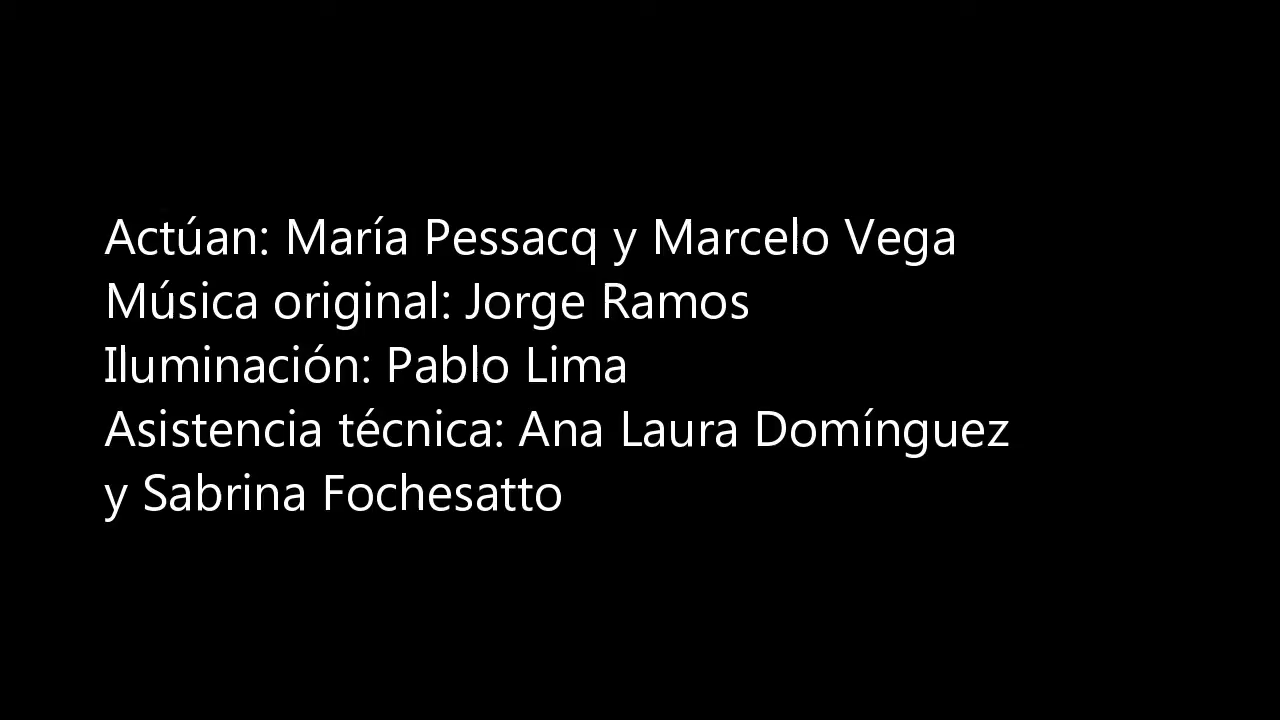 Actúan: María Pessacq y Marcelo Vega
Música original: Jorge Ramos
Iluminación: Pablo Lima
Asistencia técnica: Ana Laura Domínguez
y Sabrina Fochesatto